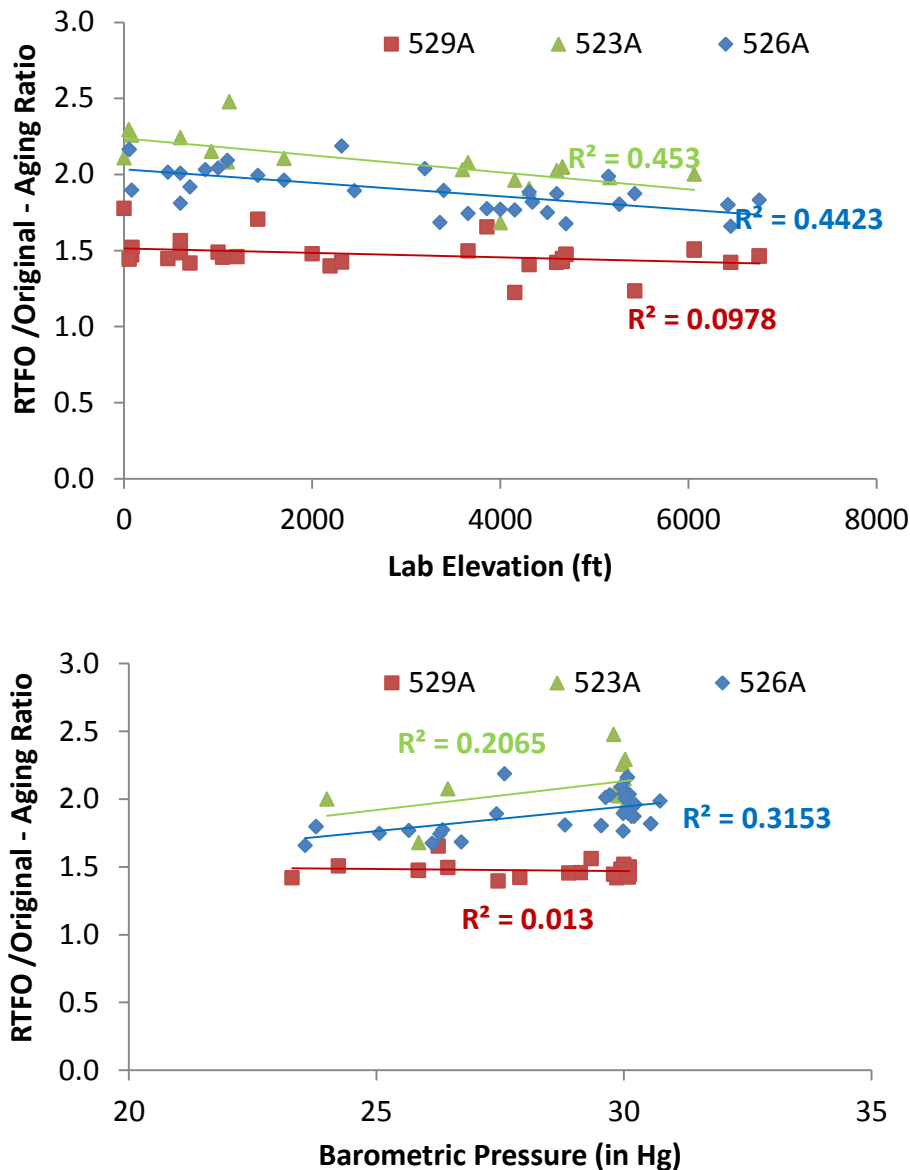 RTFO /Original - Aging Ratio
3.0
529A 523A 526A
2.5
R² = 0.453
2.0
R² = 0.4423
1.5
R² = 0.0978
1.0
0.5
0.0
0 2000 4000 6000 8000
Lab Elevation (ft)
RTFO /Original - Aging Ratio
3.0
529A 523A 526A
2.5
R² = 0.2065
2.0
R² = 0.3153
1.5
R² = 0.013
1.0
0.5
0.0
20 25 30 35
Barometric Pressure (in Hg)